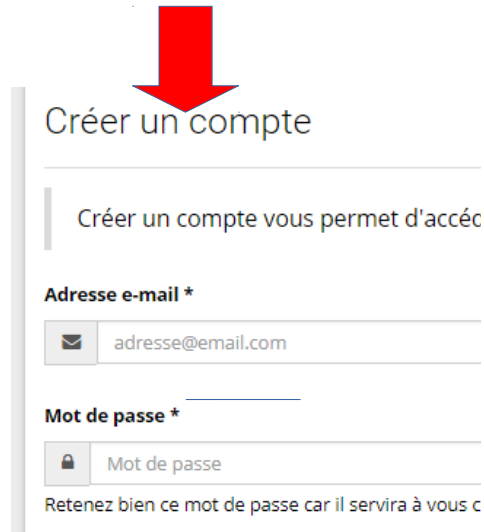 Créer un compte
Créer un compte vous permet d'accéd
Adresse e-mail *
adresse@email.com
Mot de passe *
Mot de passe
Retenez bien ce mot de passe car il servira à vous c